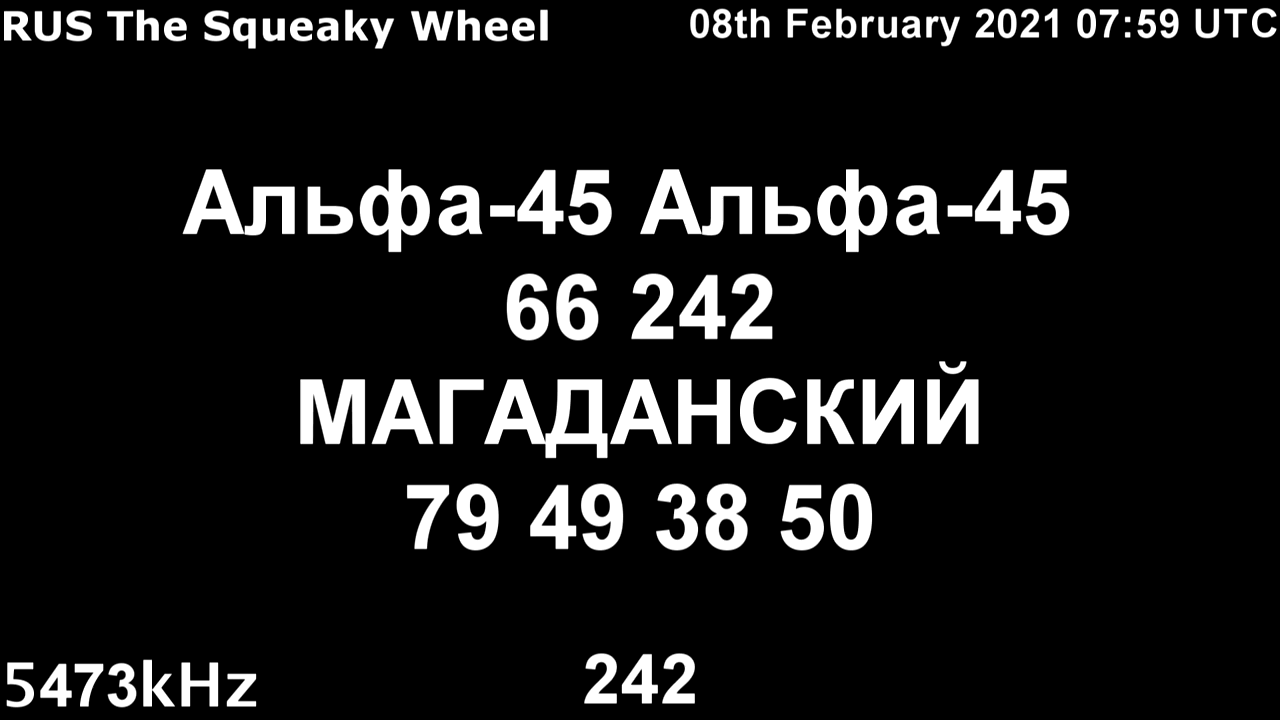 RUS The Squeaky Wheel 08th February 2021 07:59 UTC
Альфа-45 Альфа-45
66 242
МАГАДАНСКИЙ
79 49 38 50
5473kHz 242